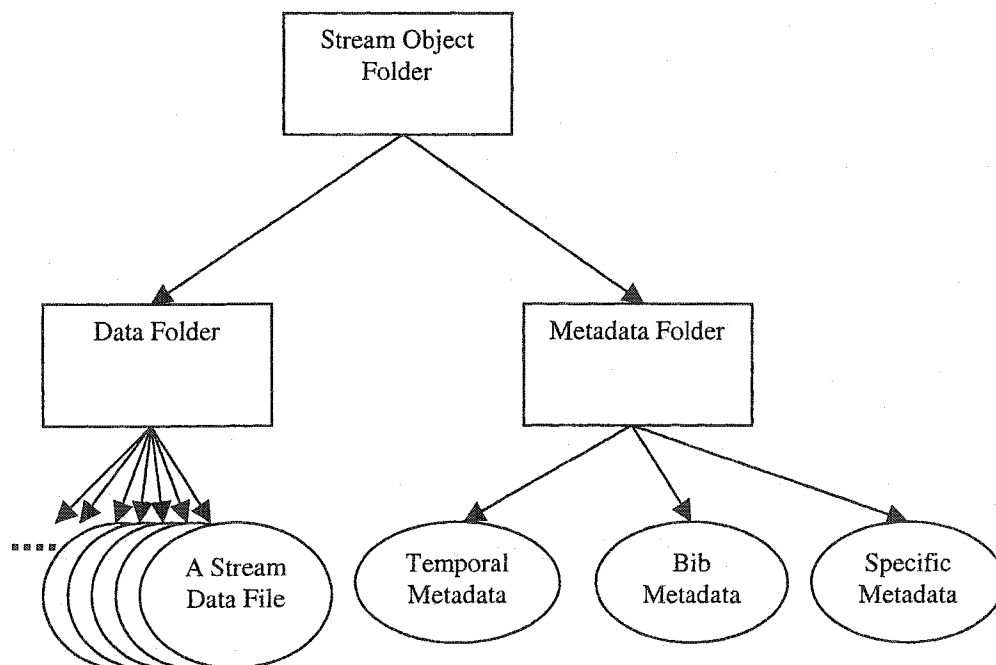 Stream Object
Folder
Data Folder
Metadata Folder
A Stream
Data File
Temporal
Metadata
Bib
Metadata
Specific
Metadata